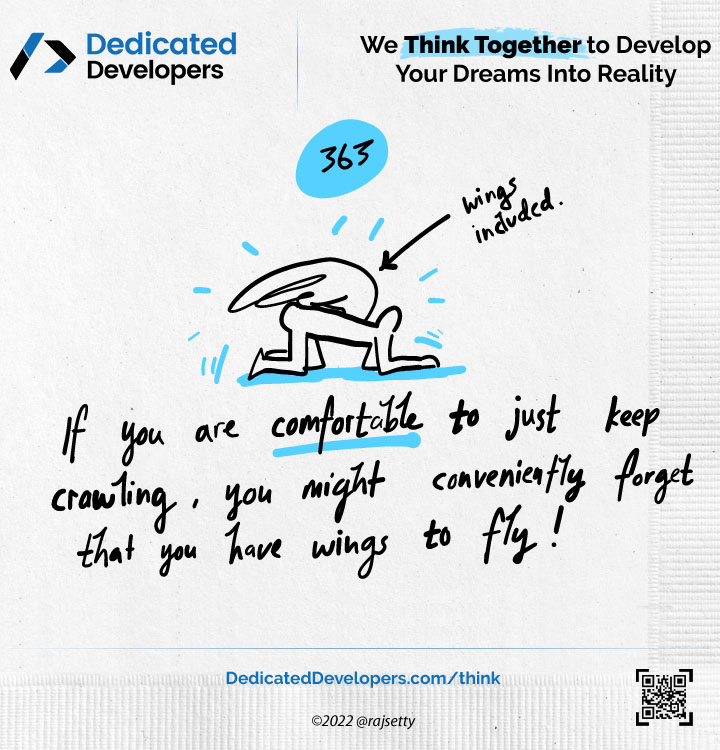 Dedicated
Developers
We Think Together to Develop
Your Dreams Into Reality
363
wings
included.
If you are comfortable to just keep
crawling, you might conveniently forget
that you have wings to fly!
DedicatedDevelopers.com/think
©2022 @rajsetty